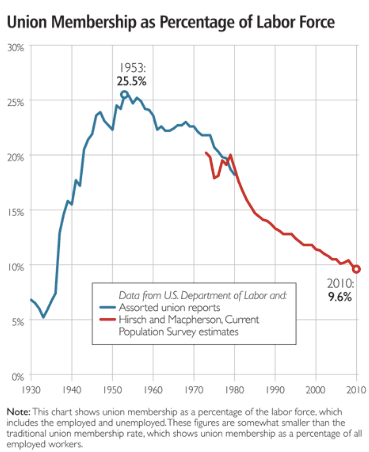 Union Membership as Percentage of Labor Force
30%
1953:
25.5%
25%
20%
15%
10%
2010:
9.6%
Data from U.S. Department of Labor and:
Assorted union reports
Hirsch and Macpherson, Current
Population Survey estimates
5%
0%
1930 1940 1950 1960 1970 1980 1990 2000 2010
Note: This chart shows union membership as a percentage of the labor force, which
includes the employed and unemployed. These figures are somewhat smaller than the
traditional union membership rate, which shows union membership as a percentage of all
employed workers.